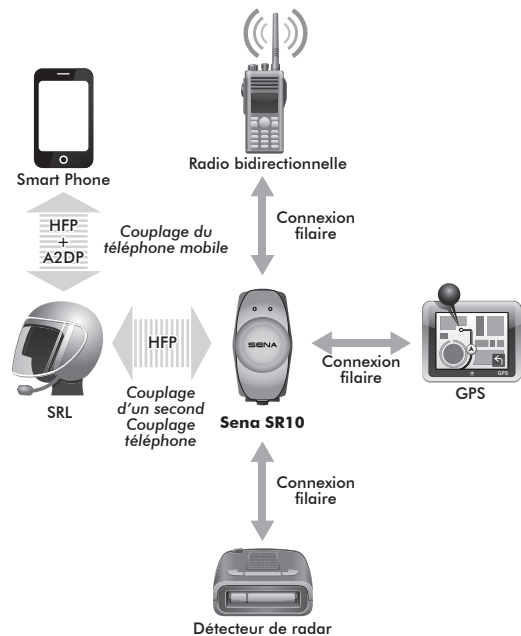 Radio bidirectionnelle
Smart Phone
HFP
+
A2DP
Couplage du
téléphone mobile
Connexion
filaire
HFP
SENA
Connexion
filaire
GPS
GPS
SRL
Couplage
d'un second
Couplage
téléphone
Sena SR10
Connexion
filaire
Détecteur de radar